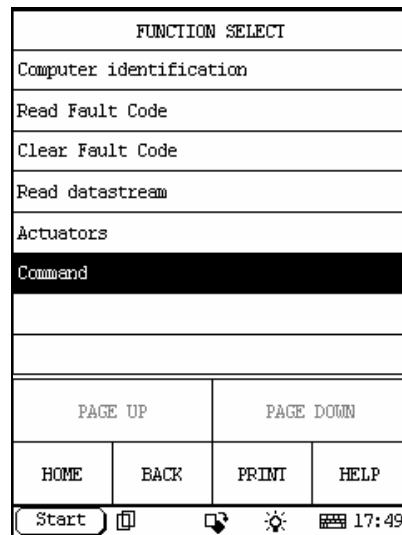 FUNCTION SELECT
Computer identification
Read Fault Code
Clear Fault Code
Read datastream
Actuators
Command
PAGE UP PAGE DOWN
HOME BACK PRINT HELP
Start 17:49